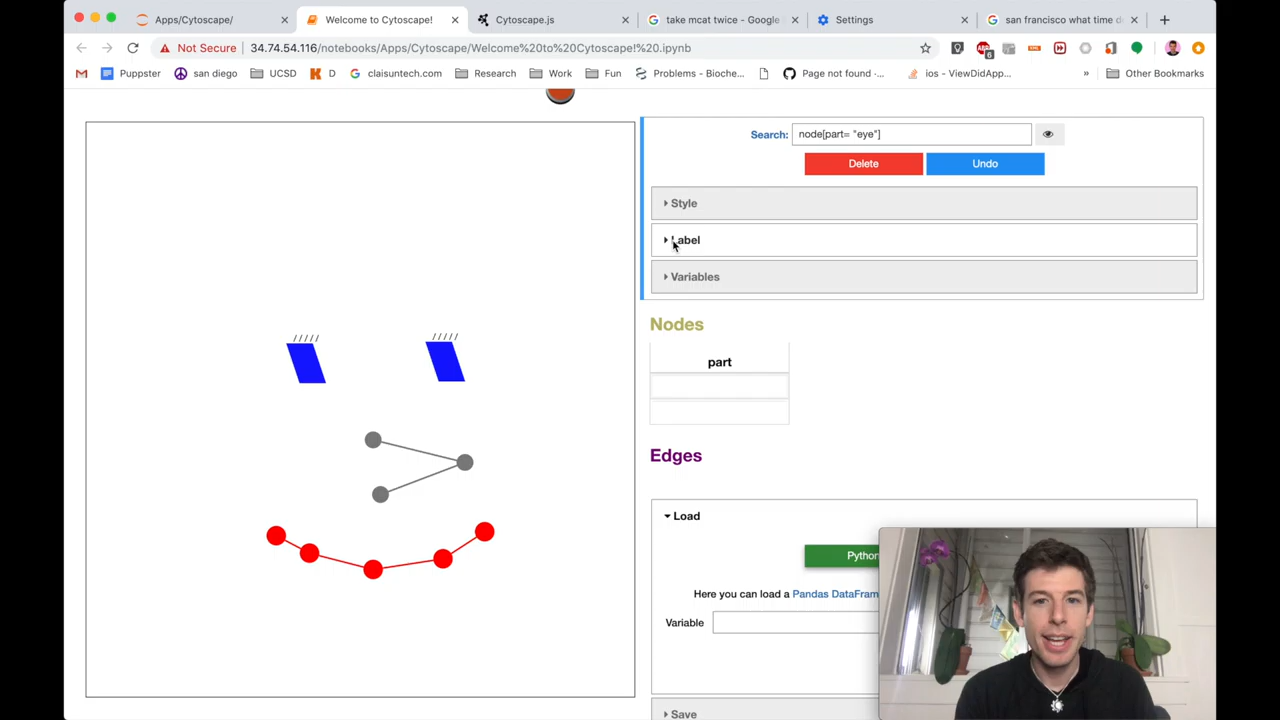 Apps/Cytoscape/
Welcome to Cytoscape!
Cytoscape.js
take mcat twice - Google
Settings
san francisco what time d
Not Secure
34.74.54.116/notebooks/Apps/Cytoscape/Welcome%20to%20Cytoscape!%20.ipynb
ABP
6
Puppster
san diego
UCSD
D
claisuntech.com
Research
Work
Fun
Problems - Bioche...
Page not found ·...
ios - ViewDidApp...
»
Other Bookmarks
Search:
node[part= "eye"]
Delete
Undo
Style
Label
Variables
/////
/////
Nodes
part
Edges
Load
Python
Here you can load a Pandas DataFram
Variable
Save